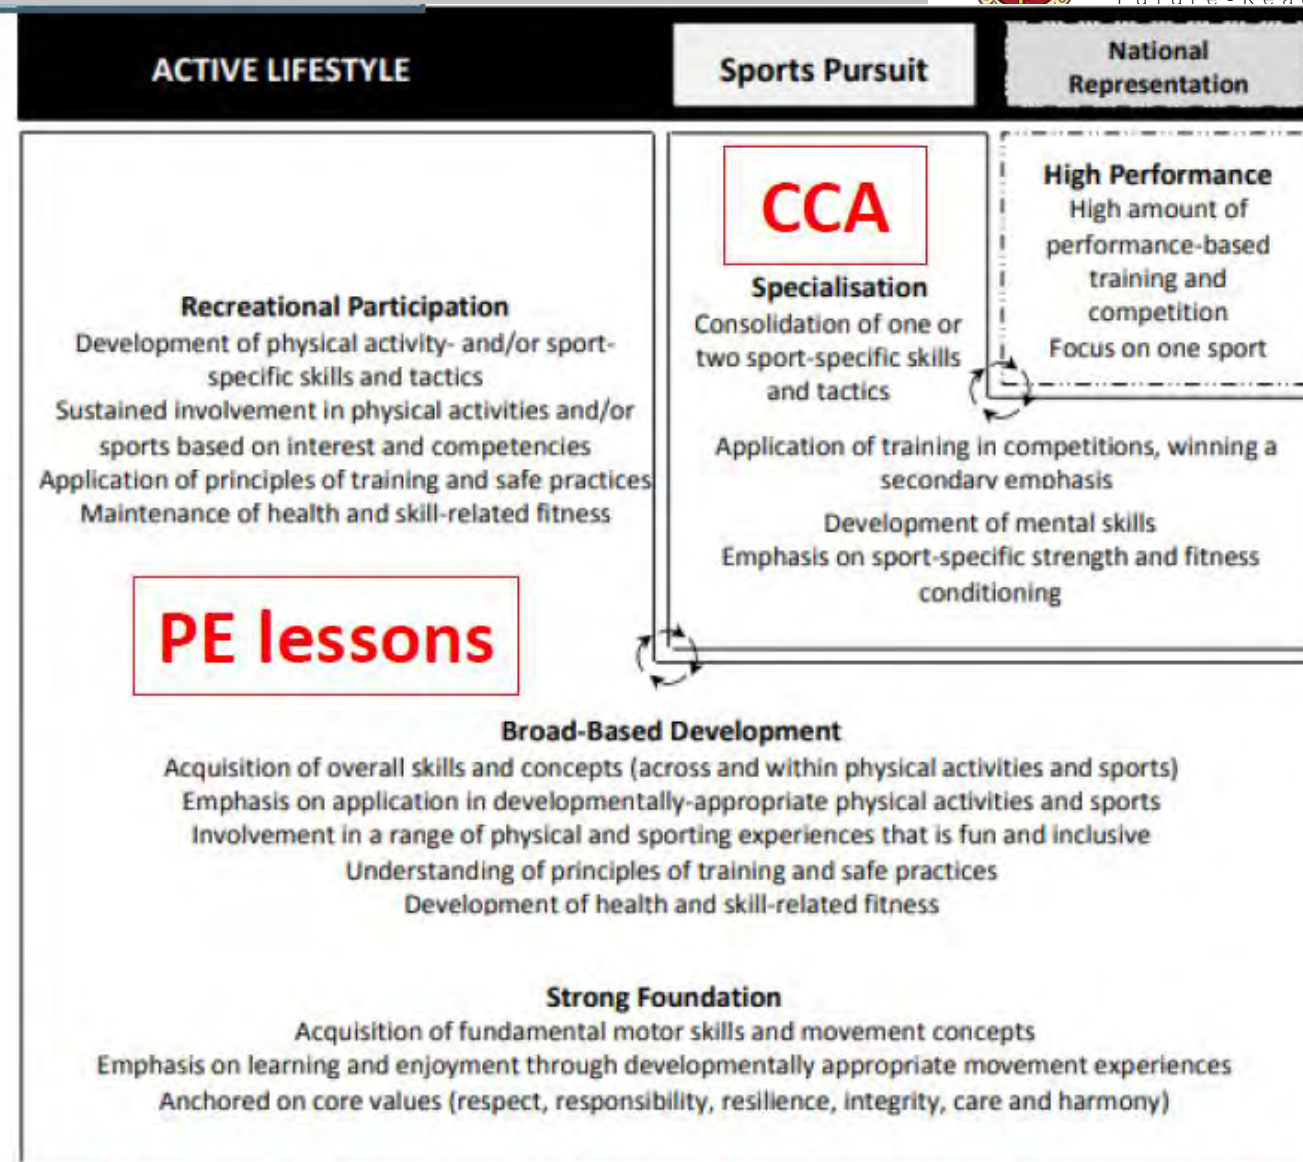 ACTIVE LIFESTYLE
Sports Pursuit
National
Representation
Recreational Participation
Development of physical activity- and/or sport-
specific skills and tactics
Sustained involvement in physical activities and/or
sports based on interest and competencies
Application of principles of training and safe practices
Maintenance of health and skill-related fitness
PE lessons
CCA
Specialisation
Consolidation of one or
two sport-specific skills
and tactics
High Performance
High amount of
performance-based
training and
competition
Focus on one sport
Application of training in competitions, winning a
secondary emphasis
Development of mental skills
Emphasis on sport-specific strength and fitness
conditioning
Broad-Based Development
Acquisition of overall skills and concepts (across and within physical activities and sports)
Emphasis on application in developmentally-appropriate physical activities and sports
Involvement in a range of physical and sporting experiences that is fun and inclusive
Understanding of principles of training and safe practices
Development of health and skill-related fitness
Strong Foundation
Acquisition of fundamental motor skills and movement concepts
Emphasis on learning and enjoyment through developmentally appropriate movement experiences
Anchored on core values (respect, responsibility, resilience, integrity, care and harmony)